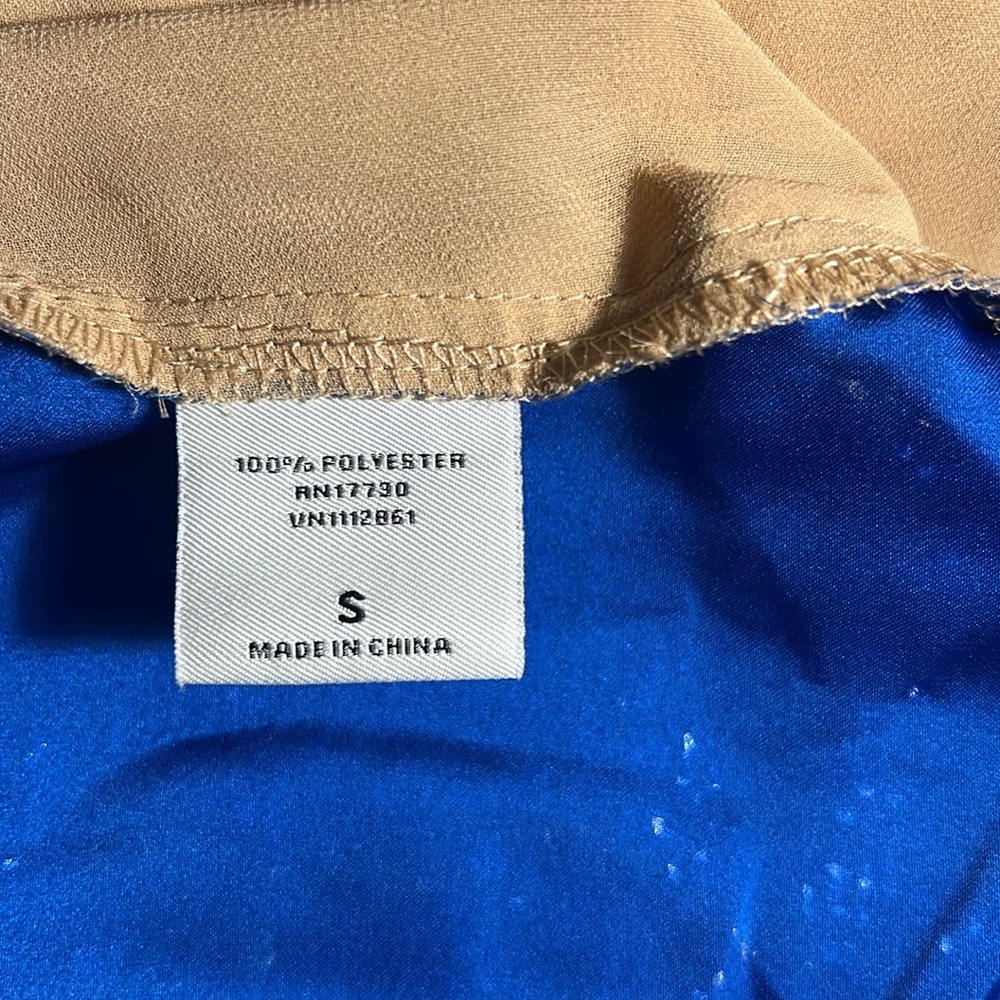 100% POLYESTER
RN17730
VN1112861
S
MADE IN CHINA